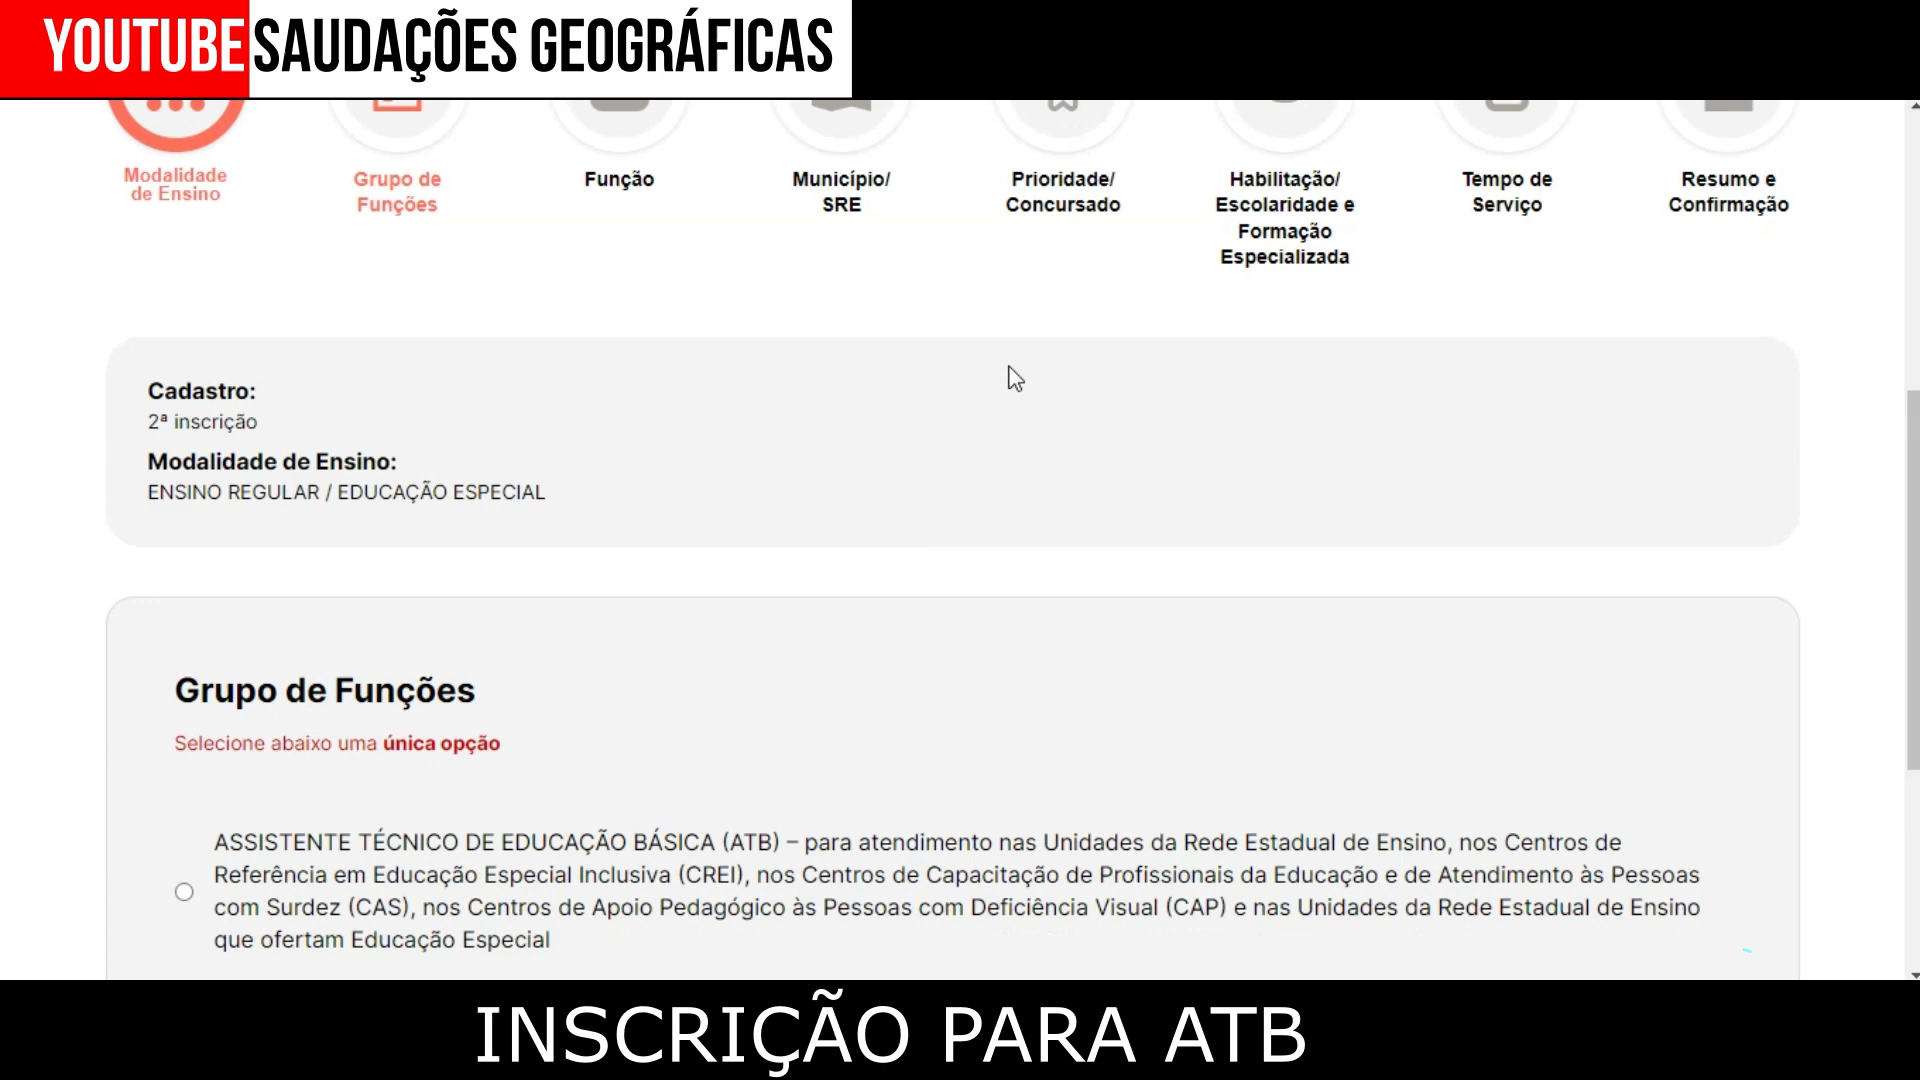 YOUTUBE SAUDAÇÕES GEOGRÁFICAS
Modalidade
de Ensino
Grupo de
Funções
Função
Município/
SRE
Prioridade/
Concursado
Habilitação/
Escolaridade e
Formação
Especializada
Tempo de
Serviço
Resumo e
Confirmação
Cadastro:
2ª inscrição
Modalidade de Ensino:
ENSINO REGULAR / EDUCAÇÃO ESPECIAL
Grupo de Funções
Selecione abaixo uma única opção
ASSISTENTE TÉCNICO DE EDUCAÇÃO BÁSICA (ATB) – para atendimento nas Unidades da Rede Estadual de Ensino, nos Centros de
Referência em Educação Especial Inclusiva (CREI), nos Centros de Capacitação de Profissionais da Educação e de Atendimento às Pessoas
com Surdez (CAS), nos Centros de Apoio Pedagógico às Pessoas com Deficiência Visual (CAP) e nas Unidades da Rede Estadual de Ensino
que ofertam Educação Especial
INSCRIÇÃO PARA ATB